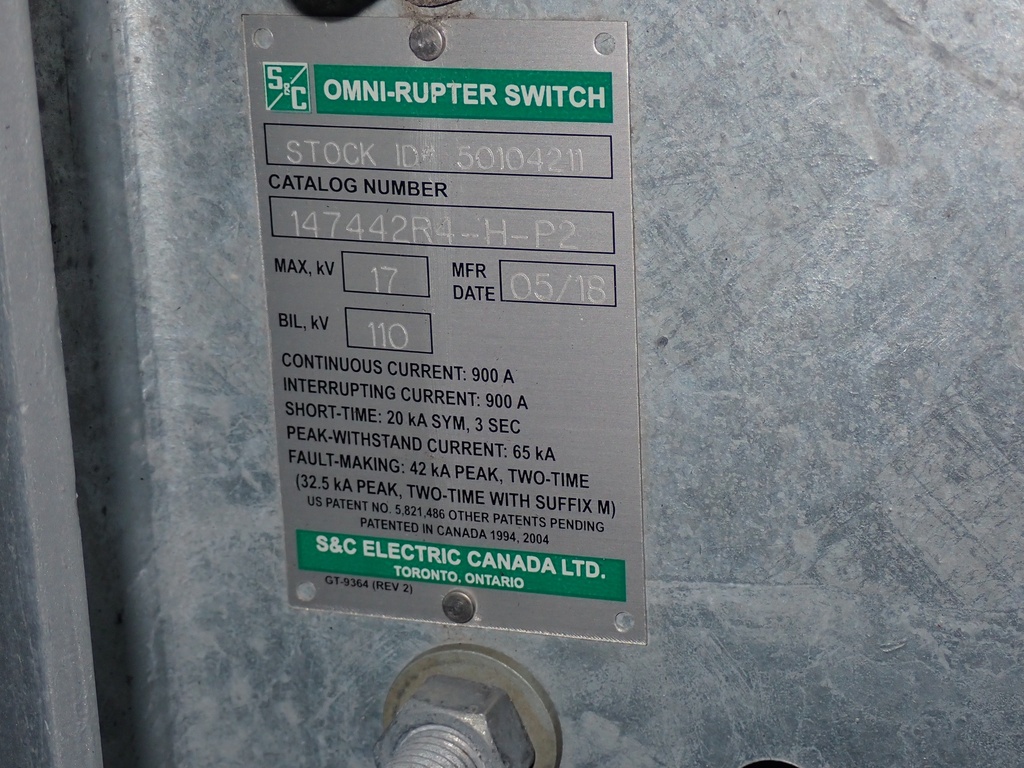 S&C OMNI-RUPTER SWITCH
STOCK ID# 50104211
CATALOG NUMBER
147442R4-H-P2
MAX, kV 17 MFR DATE 05/18
BIL, kV 110
CONTINUOUS CURRENT: 900 A
INTERRUPTING CURRENT: 900 A
SHORT-TIME: 20 kA SYM, 3 SEC
PEAK-WITHSTAND CURRENT: 65 kA
FAULT-MAKING: 42 kA PEAK, TWO-TIME
(32.5 kA PEAK, TWO-TIME WITH SUFFIX M)
US PATENT NO. 5,821,486 OTHER PATENTS PENDING
PATENTED IN CANADA 1994, 2004
S&C ELECTRIC CANADA LTD.
TORONTO, ONTARIO
GT-9364 (REV 2)